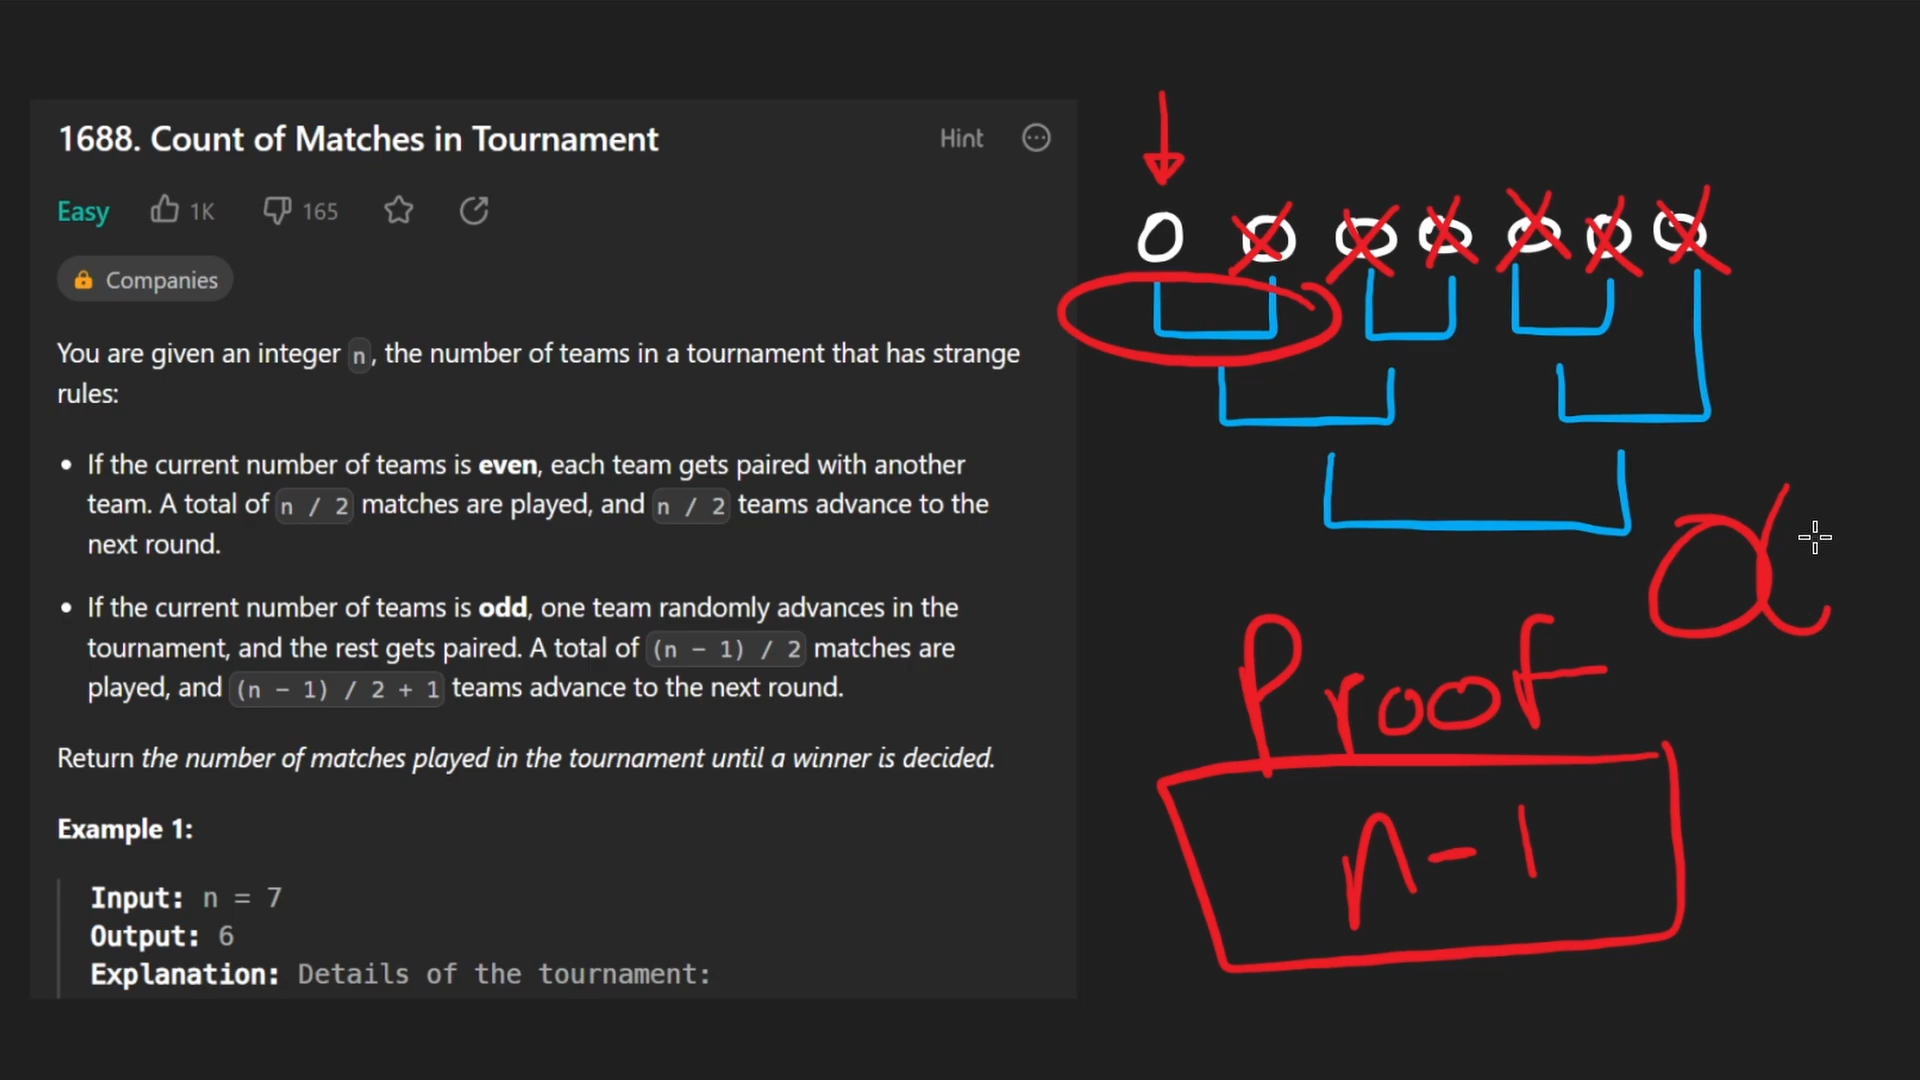 1688. Count of Matches in Tournament
Hint
Easy 1K 165
Companies
You are given an integer n, the number of teams in a tournament that has strange
rules:
• If the current number of teams is even, each team gets paired with another
team. A total of n / 2 matches are played, and n / 2 teams advance to the
next round.
• If the current number of teams is odd, one team randomly advances in the
tournament, and the rest gets paired. A total of (n - 1) / 2 matches are
played, and (n - 1) / 2 + 1 teams advance to the next round.
Return the number of matches played in the tournament until a winner is decided.
Example 1:
Input: n = 7
Output: 6
Explanation: Details of the tournament:
O O O O O O O
Proof
n-1